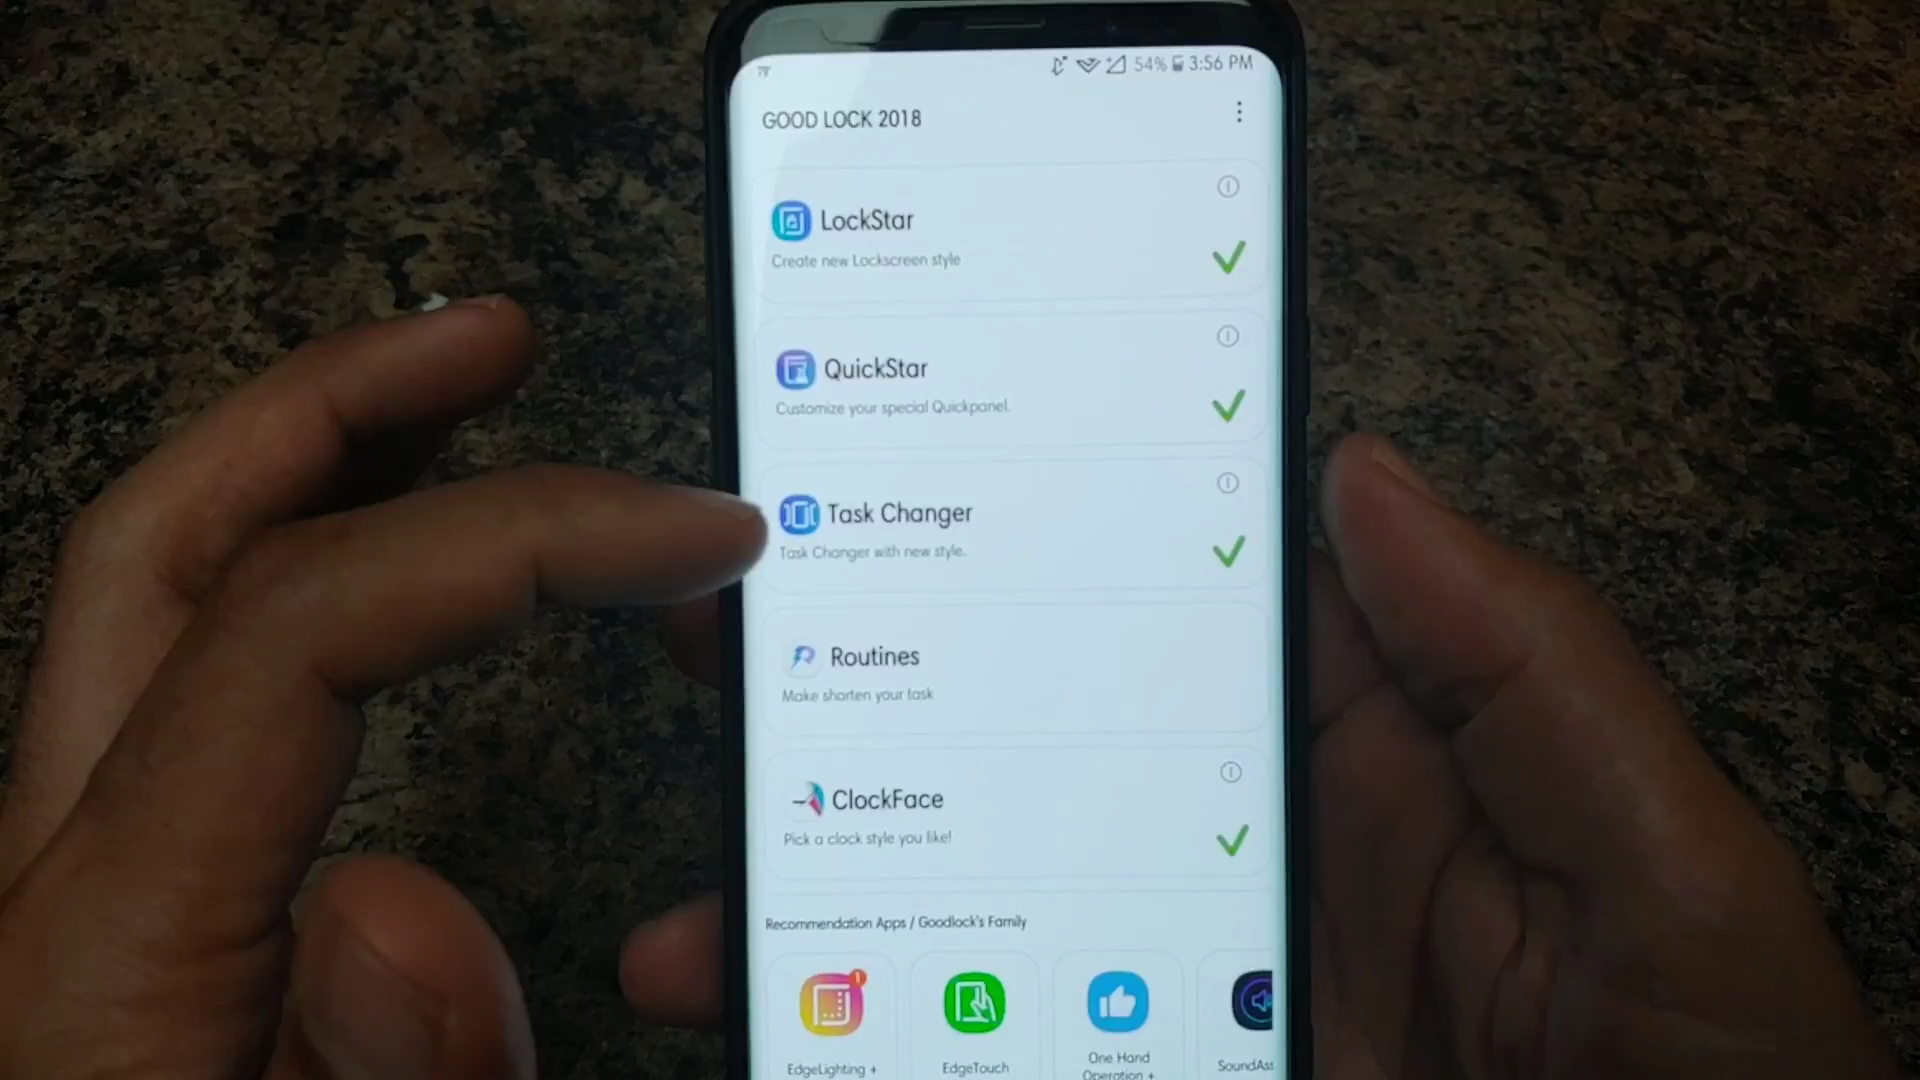 54% 3:56 PM
GOOD LOCK 2018
LockStar
Create new Lockscreen style
QuickStar
Customize your special Quickpanel.
Task Changer
Task Changer with new style.
Routines
Make shorten your task
ClockFace
Pick a clock style you like!
Recommendation Apps / Goodlock's Family
EdgeLighting +
EdgeTouch
One Hand
Operation +
SoundAss